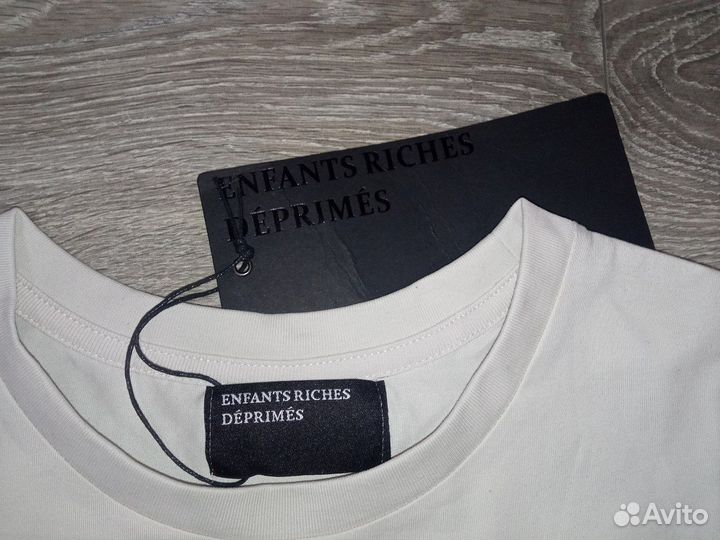 ENFANTS RICHES
DÉPRIMÉS
ENFANTS RICHES
DÉPRIMÉS
Avito